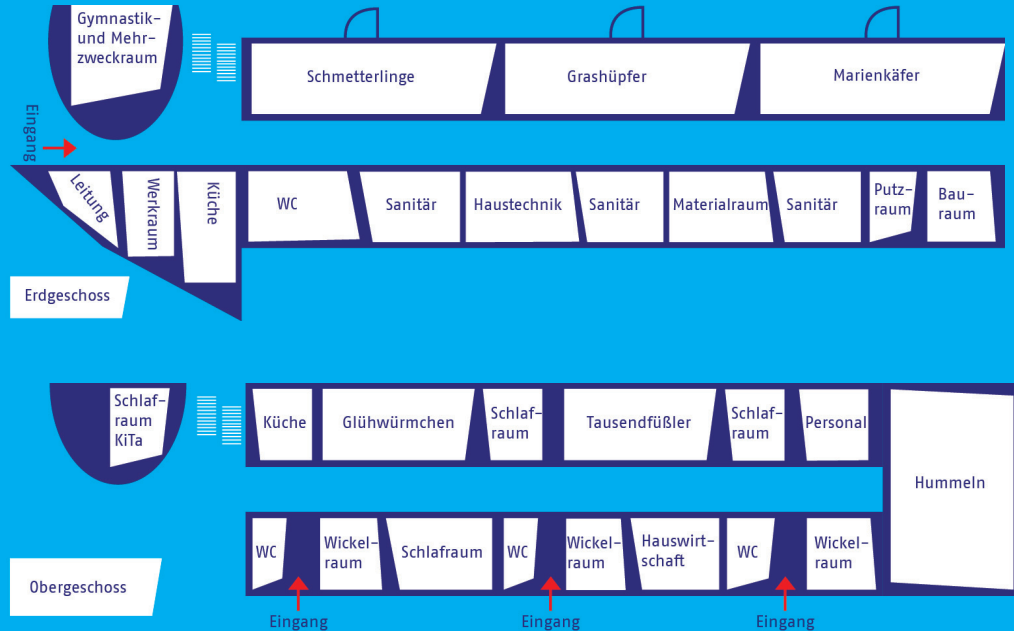 Gymnastik-
und Mehr-
zweckraum
Schmetterlinge
Grashüpfer
Marienkäfer
Eingang
Leitung
Werkraum
Küche
WC
Sanitär
Haustechnik
Sanitär
Materialraum
Sanitär
Putz-
raum
Bau-
raum
Erdgeschoss
Schlaf-
raum
KiTa
Küche
Glühwürmchen
Schlaf-
raum
Tausendfüßler
Schlaf-
raum
Personal
Hummeln
WC
Wickel-
raum
Schlafraum
WC
Wickel-
raum
Hauswirt-
schaft
WC
Wickel-
raum
Obergeschoss
Eingang
Eingang
Eingang